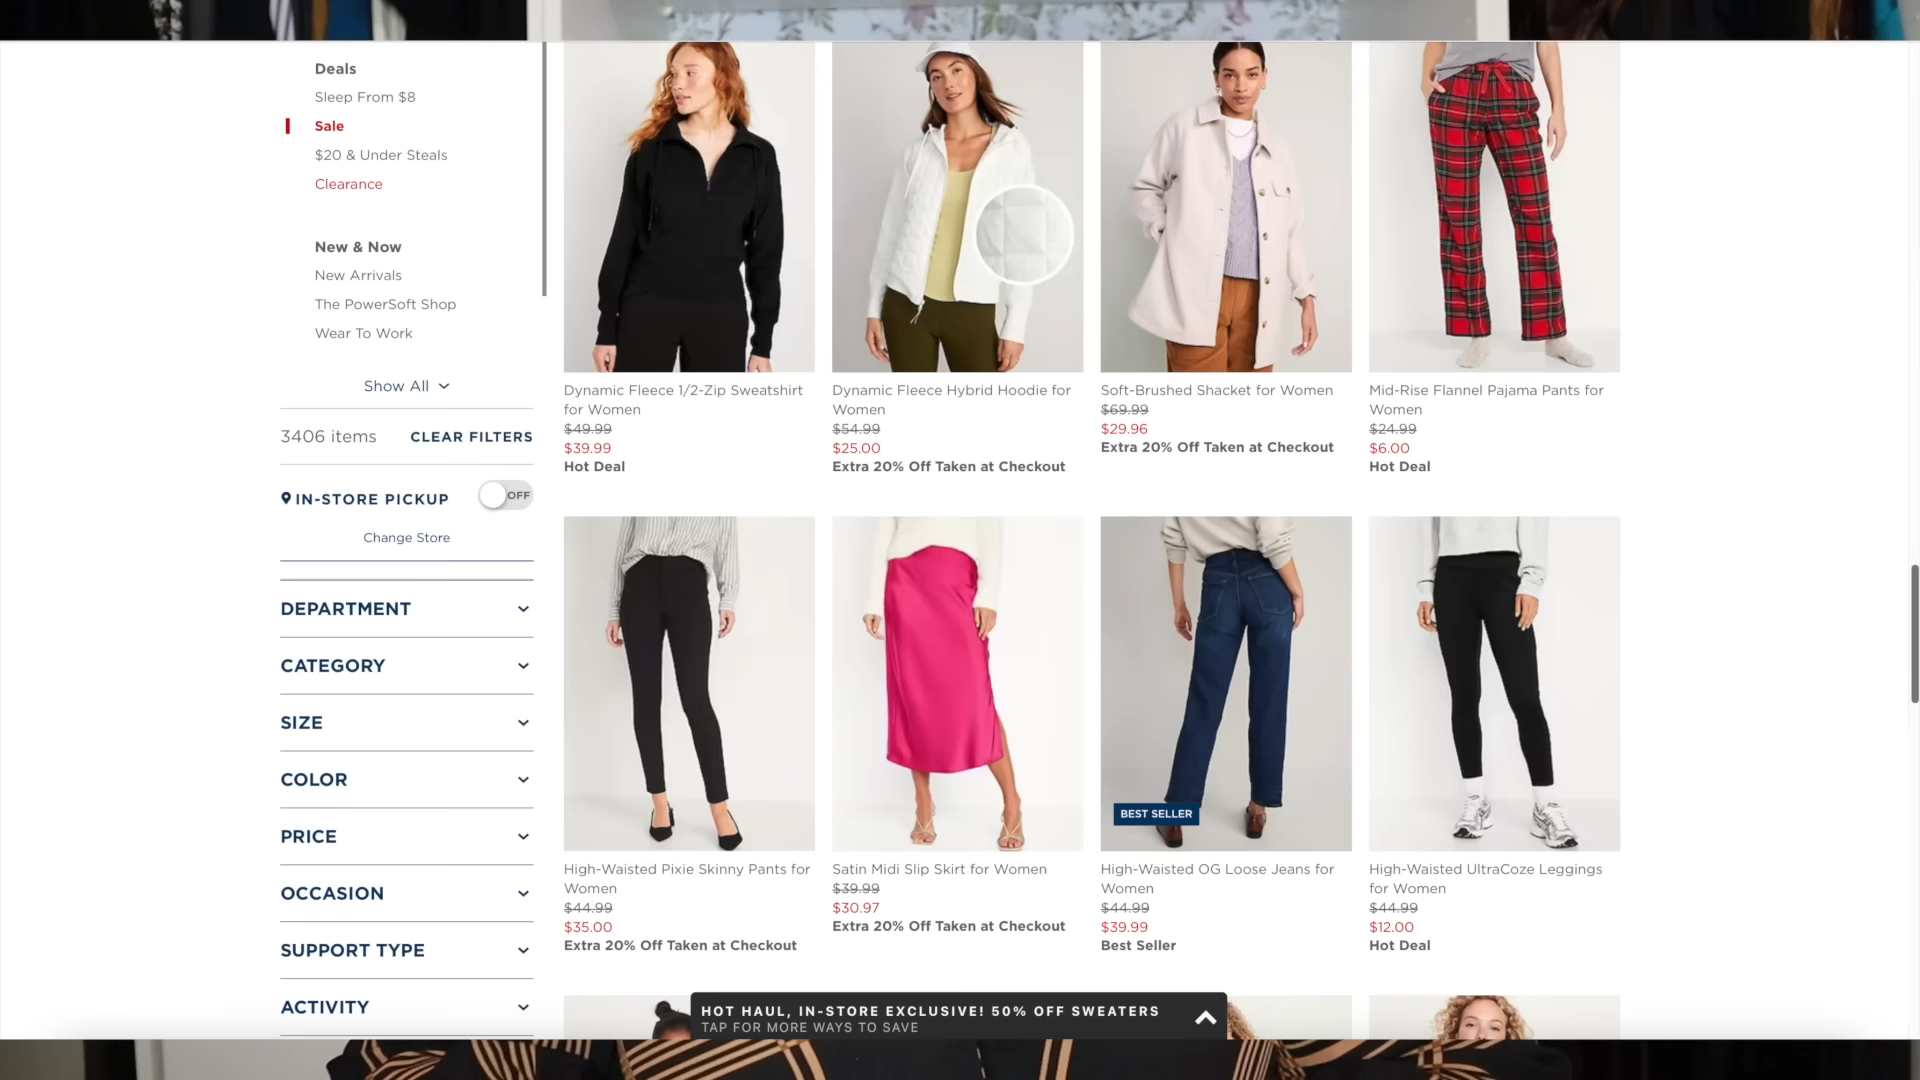 Deals
Sleep From $8
Sale
$20 & Under Steals
Clearance
New & Now
New Arrivals
The PowerSoft Shop
Wear To Work
Show All
3406 items
CLEAR FILTERS
IN-STORE PICKUP
OFF
Change Store
DEPARTMENT
CATEGORY
SIZE
COLOR
PRICE
OCCASION
SUPPORT TYPE
ACTIVITY
Dynamic Fleece 1/2-Zip Sweatshirt
for Women
$49.99
$39.99
Hot Deal
Dynamic Fleece Hybrid Hoodie for
Women
$54.99
$25.00
Extra 20% Off Taken at Checkout
Soft-Brushed Shacket for Women
$69.99
$29.96
Extra 20% Off Taken at Checkout
Mid-Rise Flannel Pajama Pants for
Women
$24.99
$6.00
Hot Deal
High-Waisted Pixie Skinny Pants for
Women
$44.99
$35.00
Extra 20% Off Taken at Checkout
Satin Midi Slip Skirt for Women
$39.99
$30.97
Extra 20% Off Taken at Checkout
BEST SELLER
High-Waisted OG Loose Jeans for
Women
$44.99
$39.99
Best Seller
High-Waisted UltraCoze Leggings
for Women
$44.99
$12.00
Hot Deal
HOT HAUL, IN-STORE EXCLUSIVE! 50% OFF SWEATERS
TAP FOR MORE WAYS TO SAVE